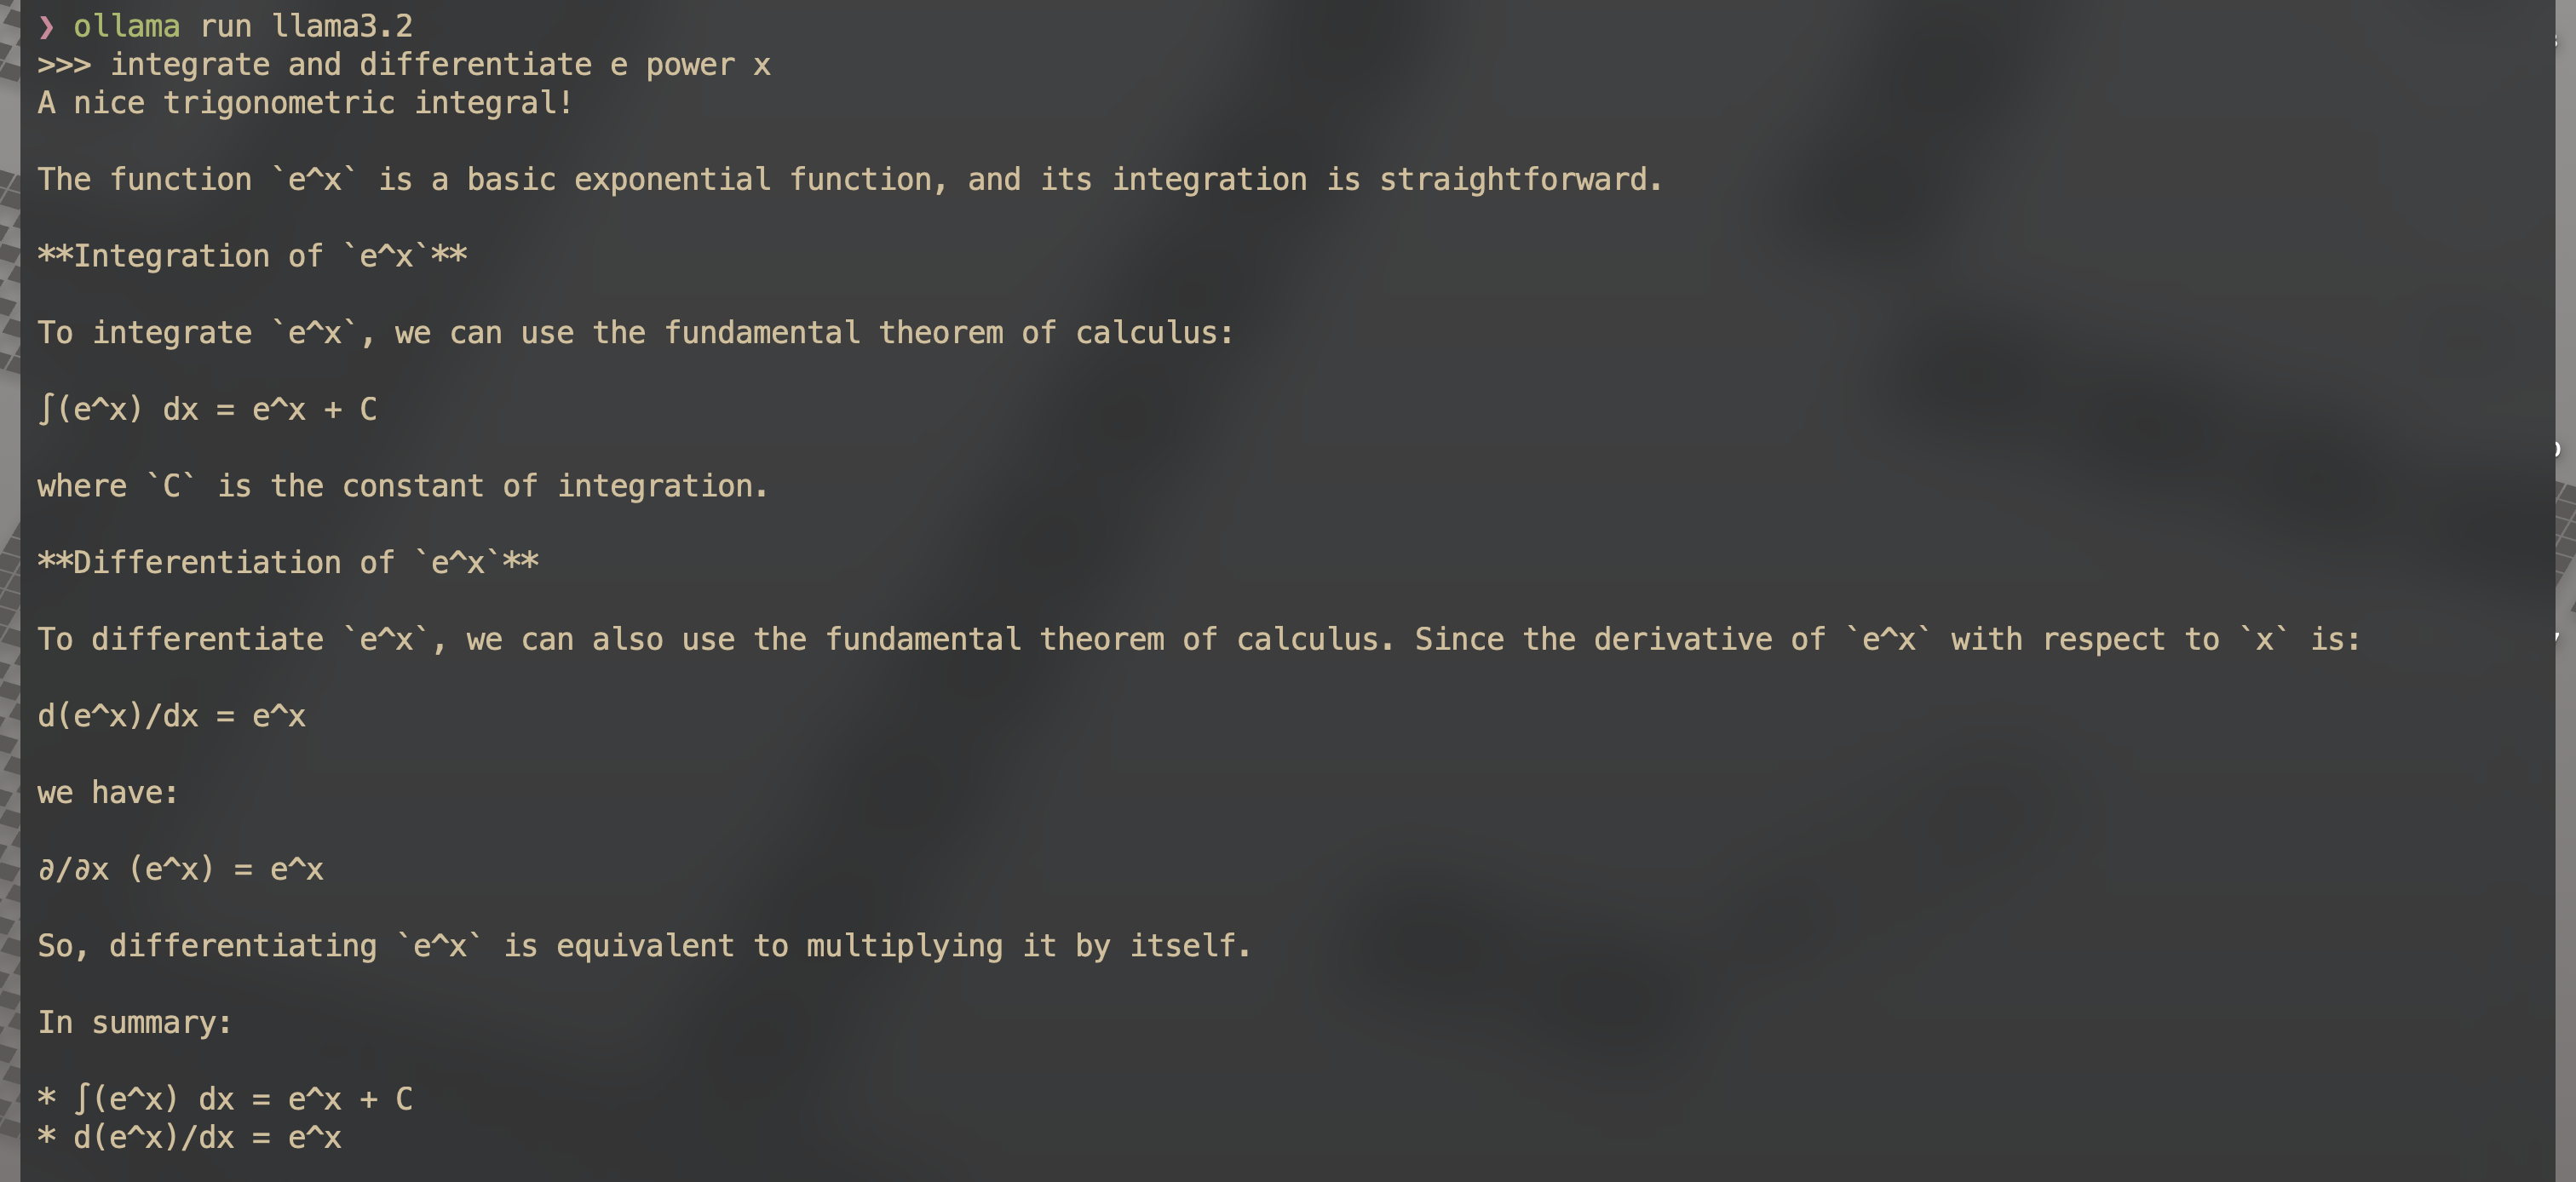 ❯ ollama run llama3.2
>>> integrate and differentiate e power x
A nice trigonometric integral!
The function `e^x` is a basic exponential function, and its integration is straightforward.
**Integration of `e^x`**
To integrate `e^x`, we can use the fundamental theorem of calculus:
∫(e^x) dx = e^x + C
where `C` is the constant of integration.
**Differentiation of `e^x`**
To differentiate `e^x`, we can also use the fundamental theorem of calculus. Since the derivative of `e^x` with respect to `x` is:
d(e^x)/dx = e^x
we have:
∂/∂x (e^x) = e^x
So, differentiating `e^x` is equivalent to multiplying it by itself.
In summary:
* ∫(e^x) dx = e^x + C
* d(e^x)/dx = e^x